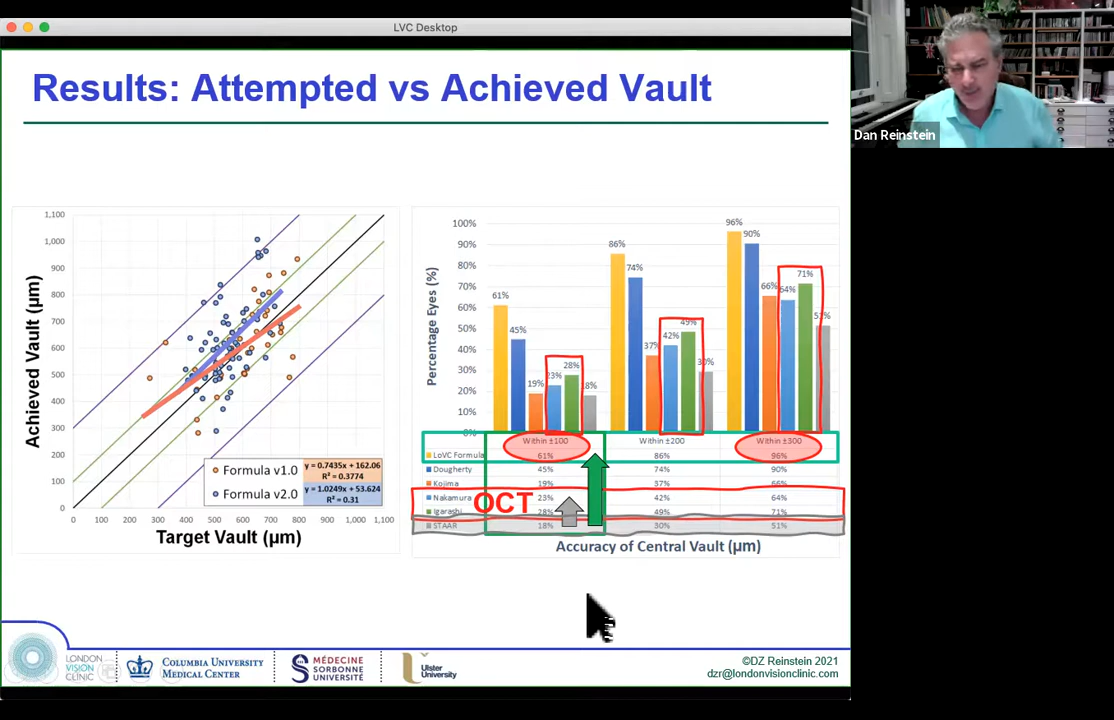 LVC Desktop
Results: Attempted vs Achieved Vault
Dan Reinstein
Achieved Vault (μm)
1,100
1,000
900
800
700
600
500
400
300
200
100
0
0 100 200 300 400 500 600 700 800 900 1,000 1,100
Target Vault (μm)
Formula v1.0 y = 0.7435x + 162.06
R² = 0.3774
Formula v2.0 y = 1.0249x + 53.624
R² = 0.31
Percentage Eyes (%)
100%
90%
80%
70%
60%
50%
40%
30%
20%
10%
0%
61% 45% 19% 23% 28% 18%
86% 74% 37% 42% 49% 30%
96% 90% 66% 64% 71% 51%
Within ±100 Within ±200 Within ±300
LoVC Formula 61% 86% 96%
Dougherty 45% 74% 90%
Kojima 19% 37% 66%
Nakamura 23% 42% 64%
Igarashi 28% 49% 71%
STAAR 18% 30% 51%
OCT
Accuracy of Central Vault (μm)
LONDON
VISION
CLINIC
COLUMBIA UNIVERSITY
MEDICAL CENTER
MÉDECINE
SORBONNE
UNIVERSITÉ
Ulster
University
©DZ Reinstein 2021
dzr@londonvisionclinic.com